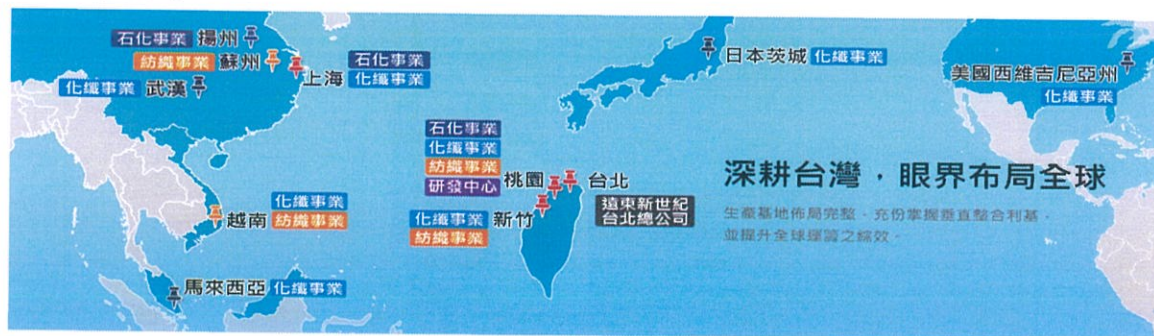 石化事業 揚州
紡織事業 蘇州
上海 石化事業
化纖事業
化纖事業 武漢
日本茨城 化纖事業
美國西維吉尼亞州
化纖事業
石化事業
化纖事業
紡織事業
研發中心
桃園
台北
遠東新世紀
台北總公司
化纖事業
紡織事業
新竹
越南
化纖事業
紡織事業
馬來西亞 化纖事業
深耕台灣,眼界布局全球
生產基地佈局完整,充份掌握垂直整合利基,
並提升全球運籌之綜效。